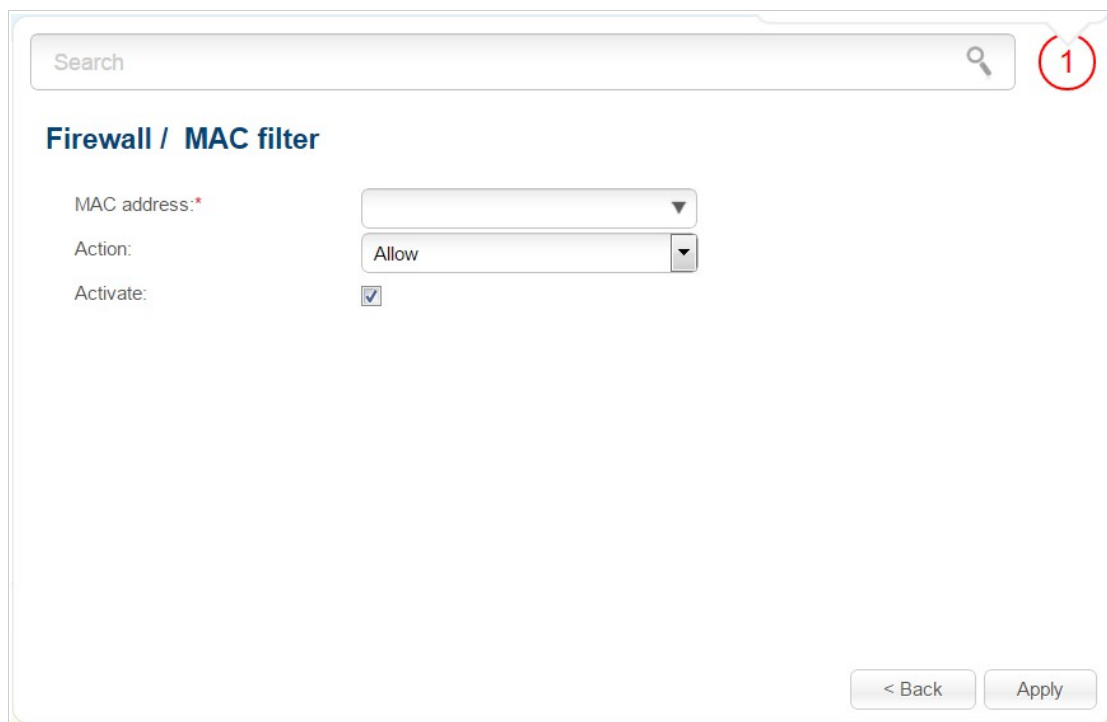 Search
1
Firewall / MAC filter
MAC address:*
Action: Allow
Activate:
< Back Apply